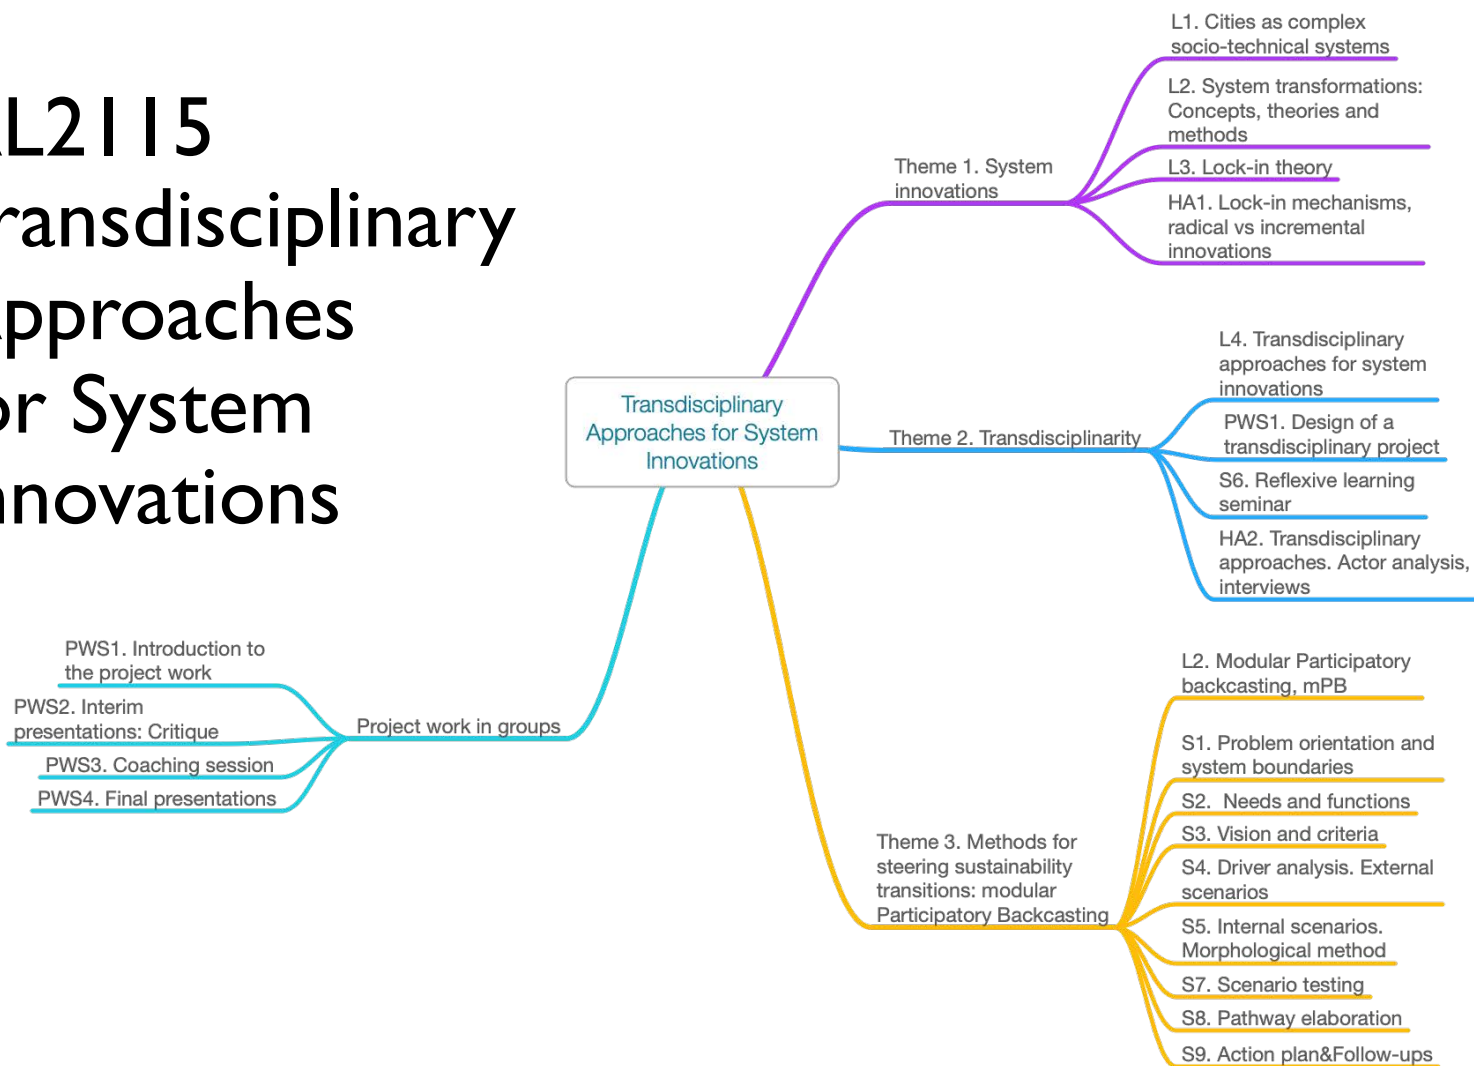 L2115
ransdisciplinary
pproaches
or System
nnovations
L1. Cities as complex
socio-technical systems
L2. System transformations:
Concepts, theories and
methods
L3. Lock-in theory
HA1. Lock-in mechanisms,
radical vs incremental
innovations
Theme 1. System
innovations
L4. Transdisciplinary
approaches for system
innovations
PWS1. Design of a
transdisciplinary project
S6. Reflexive learning
seminar
HA2. Transdisciplinary
approaches. Actor analysis,
interviews
Theme 2. Transdisciplinarity
Transdisciplinary
Approaches for System
Innovations
PWS1. Introduction to
the project work
PWS2. Interim
presentations: Critique
PWS3. Coaching session
PWS4. Final presentations
Project work in groups
Theme 3. Methods for
steering sustainability
transitions: modular
Participatory Backcasting
L2. Modular Participatory
backcasting, mPB
S1. Problem orientation and
system boundaries
S2.  Needs and functions
S3. Vision and criteria
S4. Driver analysis. External
scenarios
S5. Internal scenarios.
Morphological method
S7. Scenario testing
S8. Pathway elaboration
S9. Action plan&Follow-ups